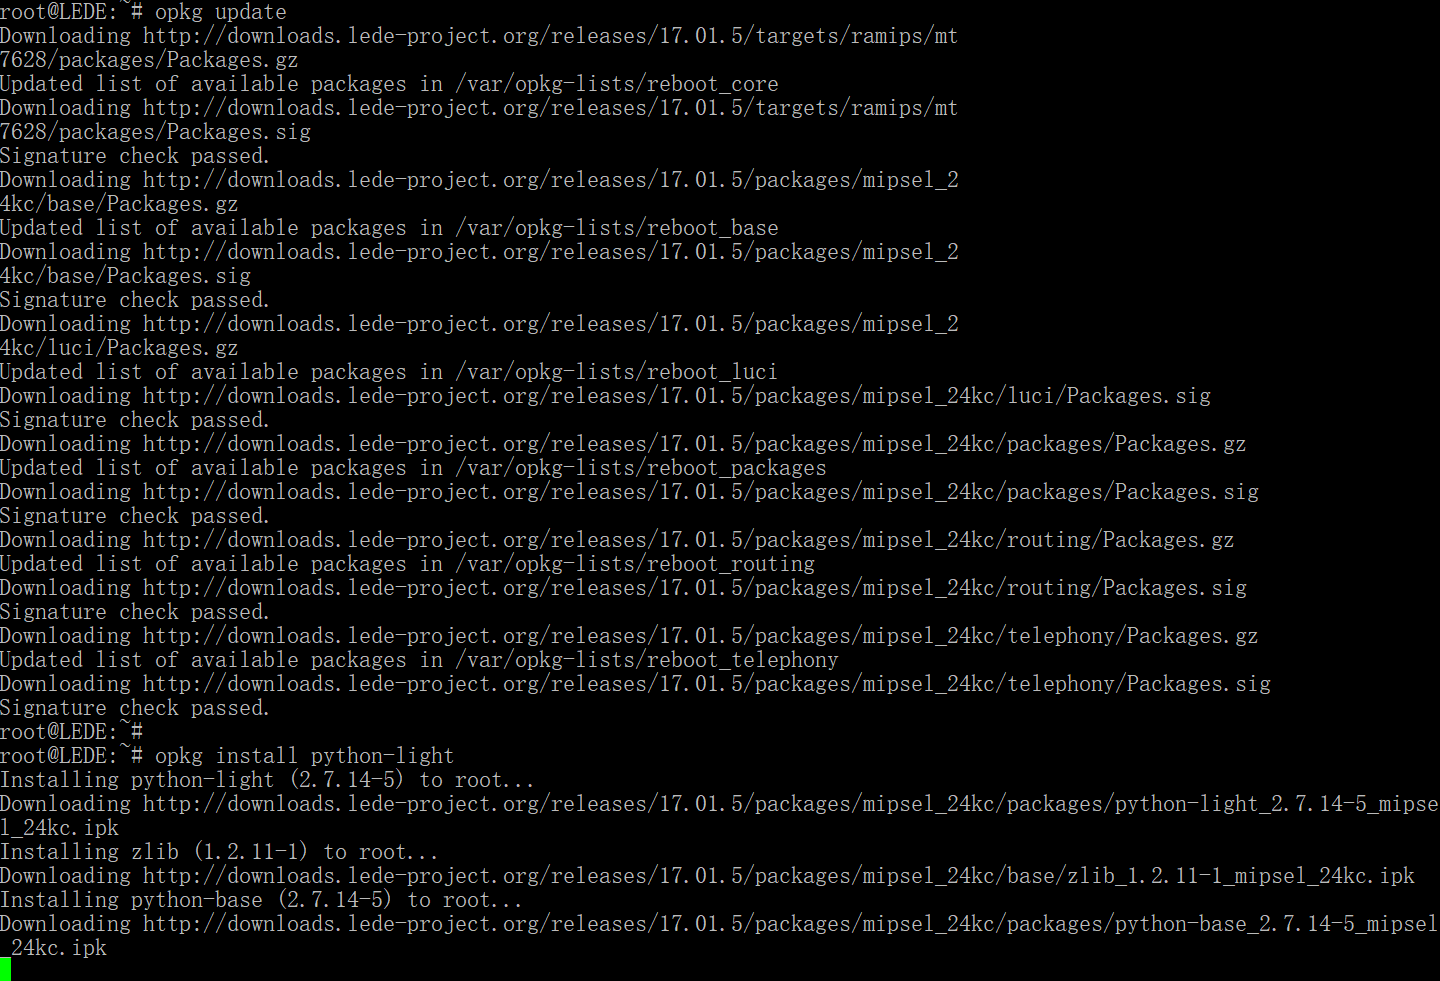 root@LEDE:~# opkg update
Downloading http://downloads.lede-project.org/releases/17.01.5/targets/ramips/mt
7628/packages/Packages.gz
Updated list of available packages in /var/opkg-lists/reboot_core
Downloading http://downloads.lede-project.org/releases/17.01.5/targets/ramips/mt
7628/packages/Packages.sig
Signature check passed.
Downloading http://downloads.lede-project.org/releases/17.01.5/packages/mipsel_2
4kc/base/Packages.gz
Updated list of available packages in /var/opkg-lists/reboot_base
Downloading http://downloads.lede-project.org/releases/17.01.5/packages/mipsel_2
4kc/base/Packages.sig
Signature check passed.
Downloading http://downloads.lede-project.org/releases/17.01.5/packages/mipsel_2
4kc/luci/Packages.gz
Updated list of available packages in /var/opkg-lists/reboot_luci
Downloading http://downloads.lede-project.org/releases/17.01.5/packages/mipsel_24kc/luci/Packages.sig
Signature check passed.
Downloading http://downloads.lede-project.org/releases/17.01.5/packages/mipsel_24kc/packages/Packages.gz
Updated list of available packages in /var/opkg-lists/reboot_packages
Downloading http://downloads.lede-project.org/releases/17.01.5/packages/mipsel_24kc/packages/Packages.sig
Signature check passed.
Downloading http://downloads.lede-project.org/releases/17.01.5/packages/mipsel_24kc/routing/Packages.gz
Updated list of available packages in /var/opkg-lists/reboot_routing
Downloading http://downloads.lede-project.org/releases/17.01.5/packages/mipsel_24kc/routing/Packages.sig
Signature check passed.
Downloading http://downloads.lede-project.org/releases/17.01.5/packages/mipsel_24kc/telephony/Packages.gz
Updated list of available packages in /var/opkg-lists/reboot_telephony
Downloading http://downloads.lede-project.org/releases/17.01.5/packages/mipsel_24kc/telephony/Packages.sig
Signature check passed.
root@LEDE:~#
root@LEDE:~# opkg install python-light
Installing python-light (2.7.14-5) to root...
Downloading http://downloads.lede-project.org/releases/17.01.5/packages/mipsel_24kc/packages/python-light_2.7.14-5_mipse
l_24kc.ipk
Installing zlib (1.2.11-1) to root...
Downloading http://downloads.lede-project.org/releases/17.01.5/packages/mipsel_24kc/base/zlib_1.2.11-1_mipsel_24kc.ipk
Installing python-base (2.7.14-5) to root...
Downloading http://downloads.lede-project.org/releases/17.01.5/packages/mipsel_24kc/packages/python-base_2.7.14-5_mipsel
_24kc.ipk